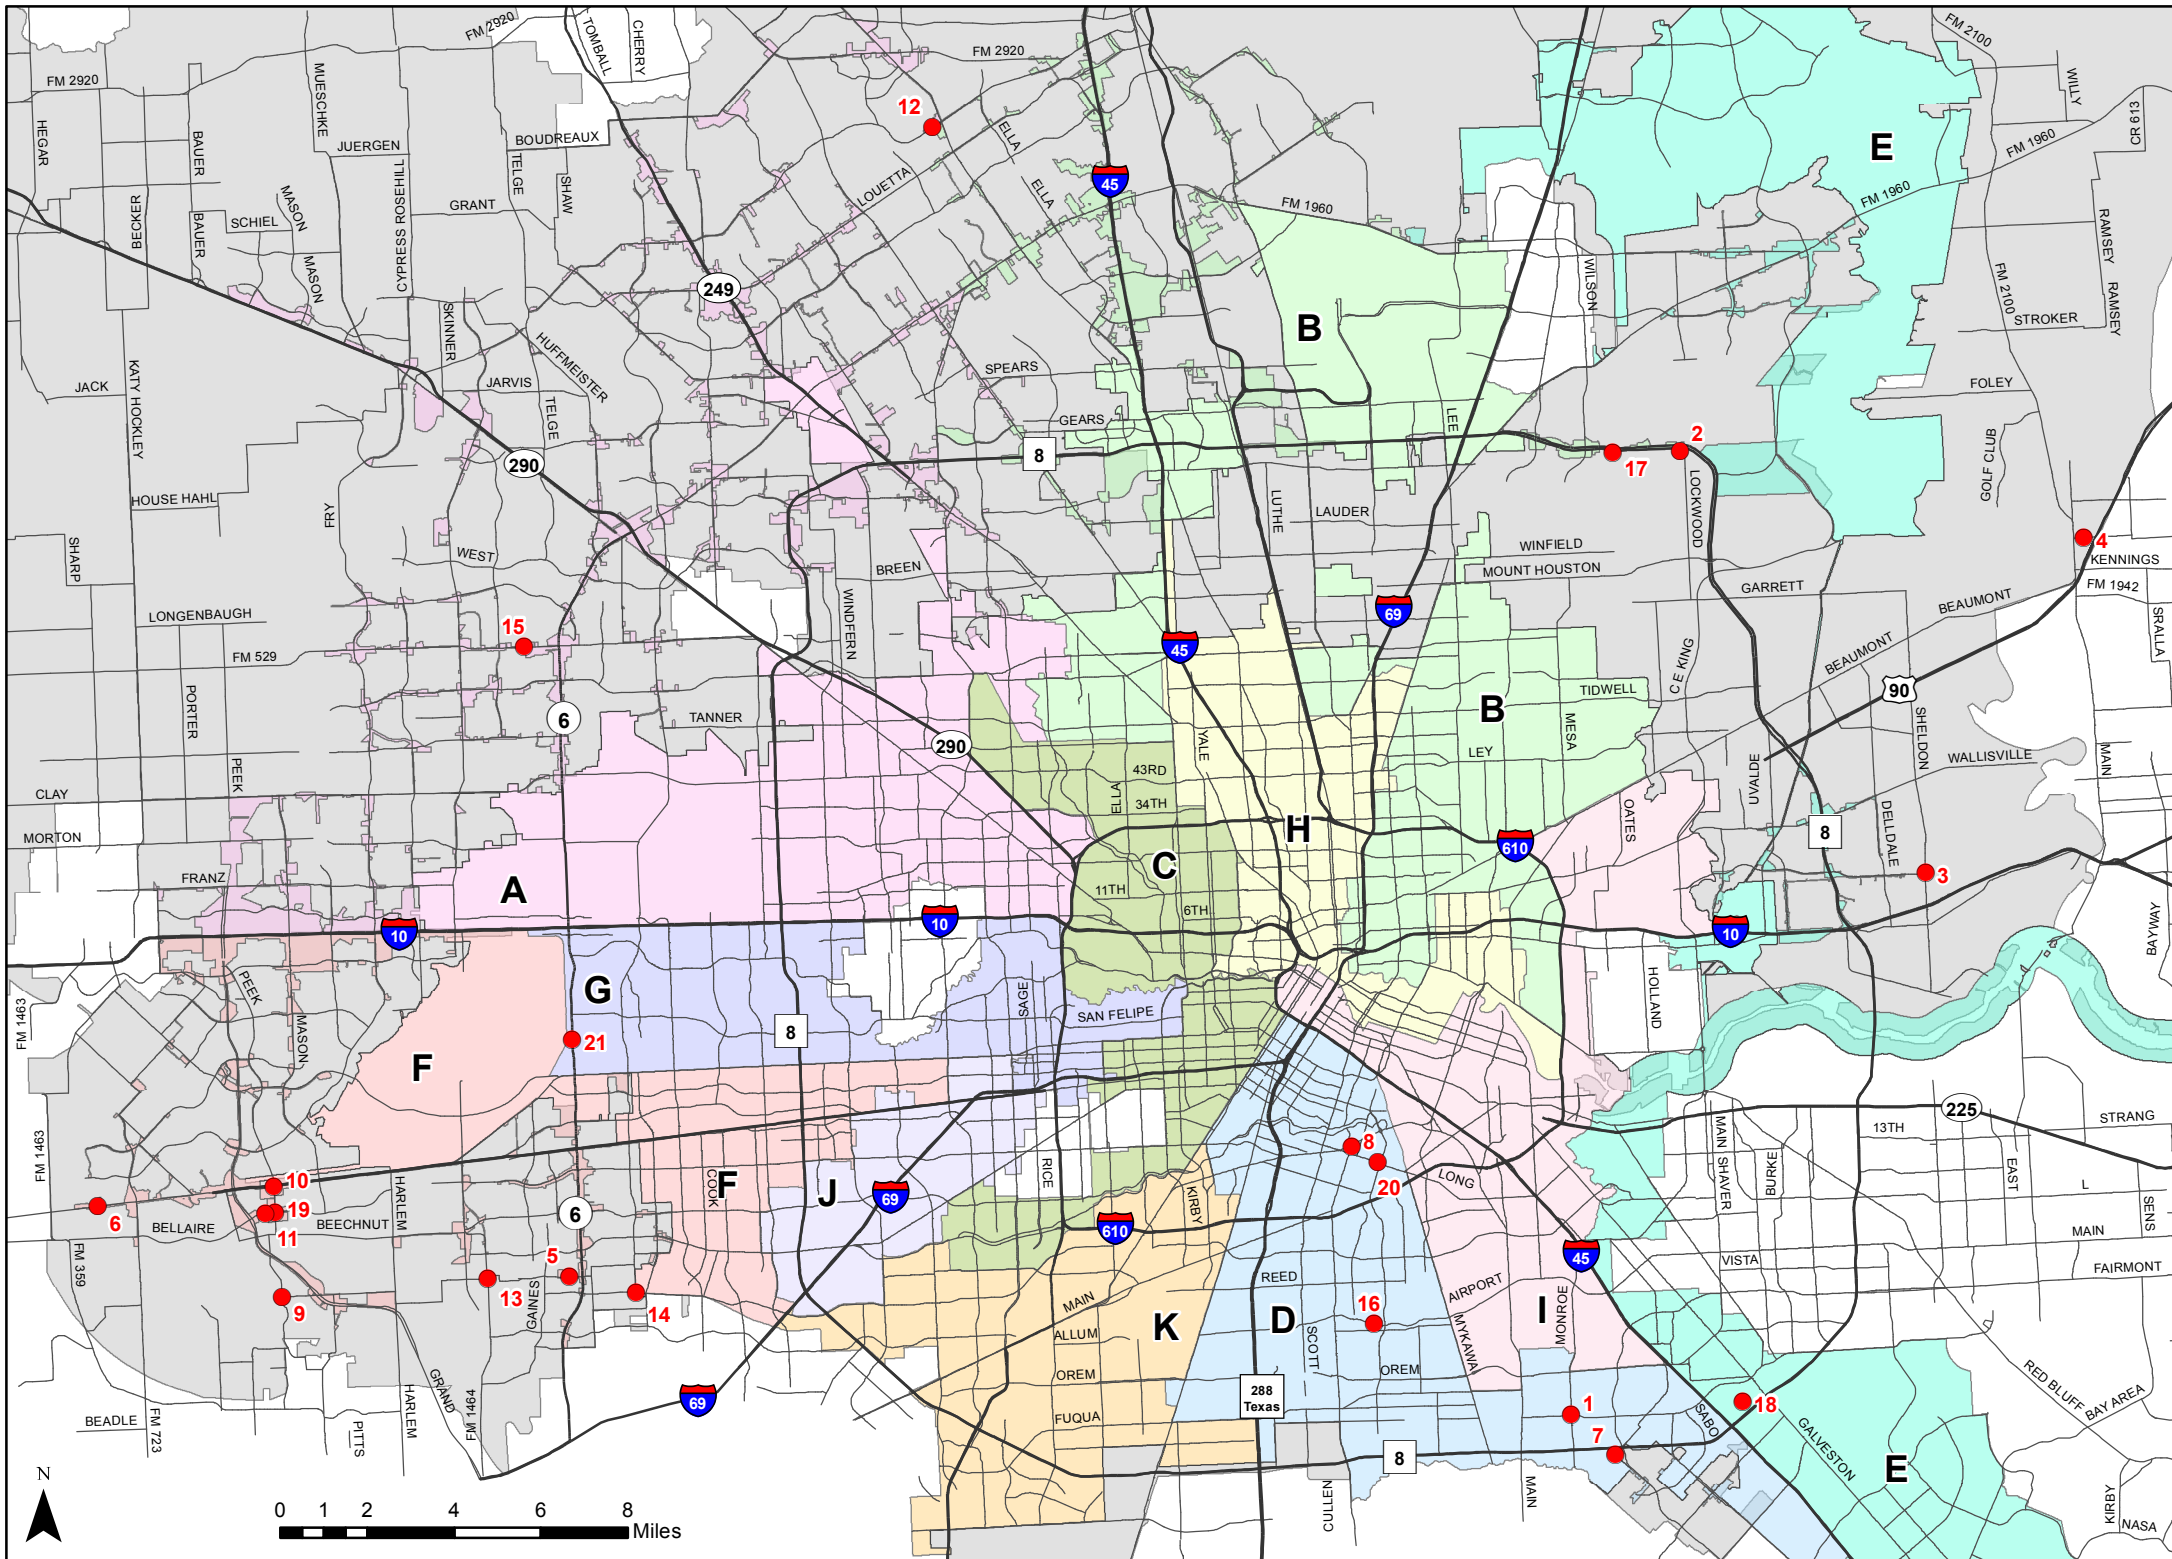 FM 2920
TOMBALL
CHERRY
FM 2920
FM 2100
FM 2920
MUESCHKE
WILLY
HEGAR
BAUER
12
ELLA
CR 613
BOUDREAUX
JUERGEN
TELGE
SHAW
CYPRESS ROSEHILL
E
FM 1960
45
LOUETTA
ELLA
FM 1960
BECKER
BAUER
SCHIEL
MASON
GRANT
FM 1960
RAMSEY
MASON
249
WILSON
FM 2100
RAMSEY
SKINNER
HUFFMEISTER
B
STROKER
KATY HOCKLEY
JACK
JARVIS
TELGE
SPEARS
FOLEY
GEARS
LEE
2
290
8
17
GOLF CLUB
LOCKWOOD
HOUSE HAHL
FRY
LUTHE
LAUDER
4
SHARP
WEST
BREEN
WINFIELD
MOUNT HOUSTON
KENNINGS
GARRETT
FM 1942
LONGENBAUGH
WINDFERN
69
BEAUMONT
SRALLA
15
45
FM 529
C E KING
BEAUMONT
PORTER
TIDWELL
90
6
TANNER
B
MESA
SHELDON
290
YALE
LEY
MAIN
PEEK
43RD
UVALDE
WALLISVILLE
CLAY
ELLA
34TH
OATES
DELLDALE
MORTON
H
610
8
FRANZ
A
C
11TH
6TH
3
10
10
10
BAYWAY
PEEK
G
SAGE
HOLLAND
FM 1463
MASON
8
SAN FELIPE
21
F
225
STRANG
13TH
FM 1463
MAIN SHAVER
BURKE
EAST
8
RICE
LONG
10
HARLEM
COOK
F
J
69
KIRBY
20
L
SENS
6
19
BELLAIRE
BEECHNUT
6
11
610
MAIN
45
VISTA
FM 359
5
REED
FAIRMONT
13
GAINES
14
9
MAIN
16
AIRPORT
I
MONROE
K
D
ALLUM
SCOTT
MYKAWA
OREM
OREM
RED BLUFF
GRAND
69
288
Texas
BAY AREA
BEADLE
FM 723
HARLEM
FM 1464
FUQUA
1
SABO
18
PITTS
7
GALVESTON
8
E
N
CULLEN
MAIN
KIRBY
NASA
0 1 2 4 6 8
Miles